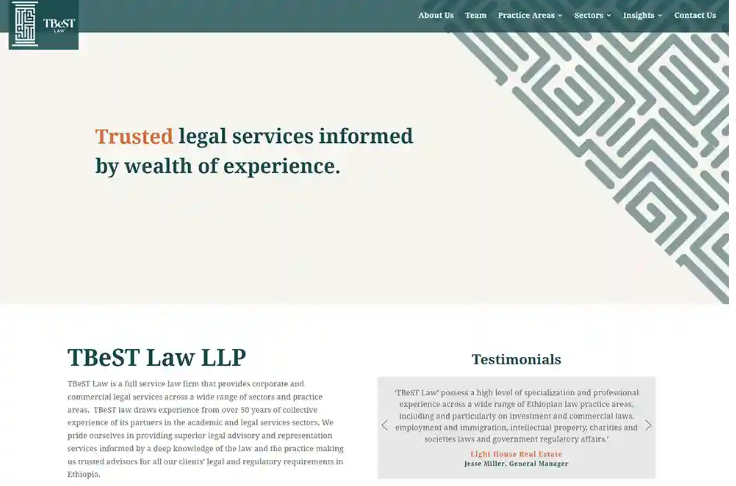 TBeST
LAW
About Us Team Practice Areas Sectors Insights Contact Us
Trusted legal services informed
by wealth of experience.
TBeST Law LLP
TBeST Law is a full service law firm that provides corporate and
commercial legal services across a wide range of sectors and practice
areas. TBeST law draws experience from over 50 years of collective
experience of its partners in the academic and legal services sectors. We
pride ourselves in providing superior legal advisory and representation
services informed by a deep knowledge of the law and the practice making
us trusted advisors for all our clients' legal and regulatory requirements in
Ethiopia.
Testimonials
'TBeST Law' possess a high level of specialization and professional
experience across a wide range of Ethiopian law practice areas,
including and particularly on investment and commercial laws,
employment and immigration, intellectual property, charities and
societies laws and government regulatory affairs.'
Light House Real Estate
Jesse Miller, General Manager